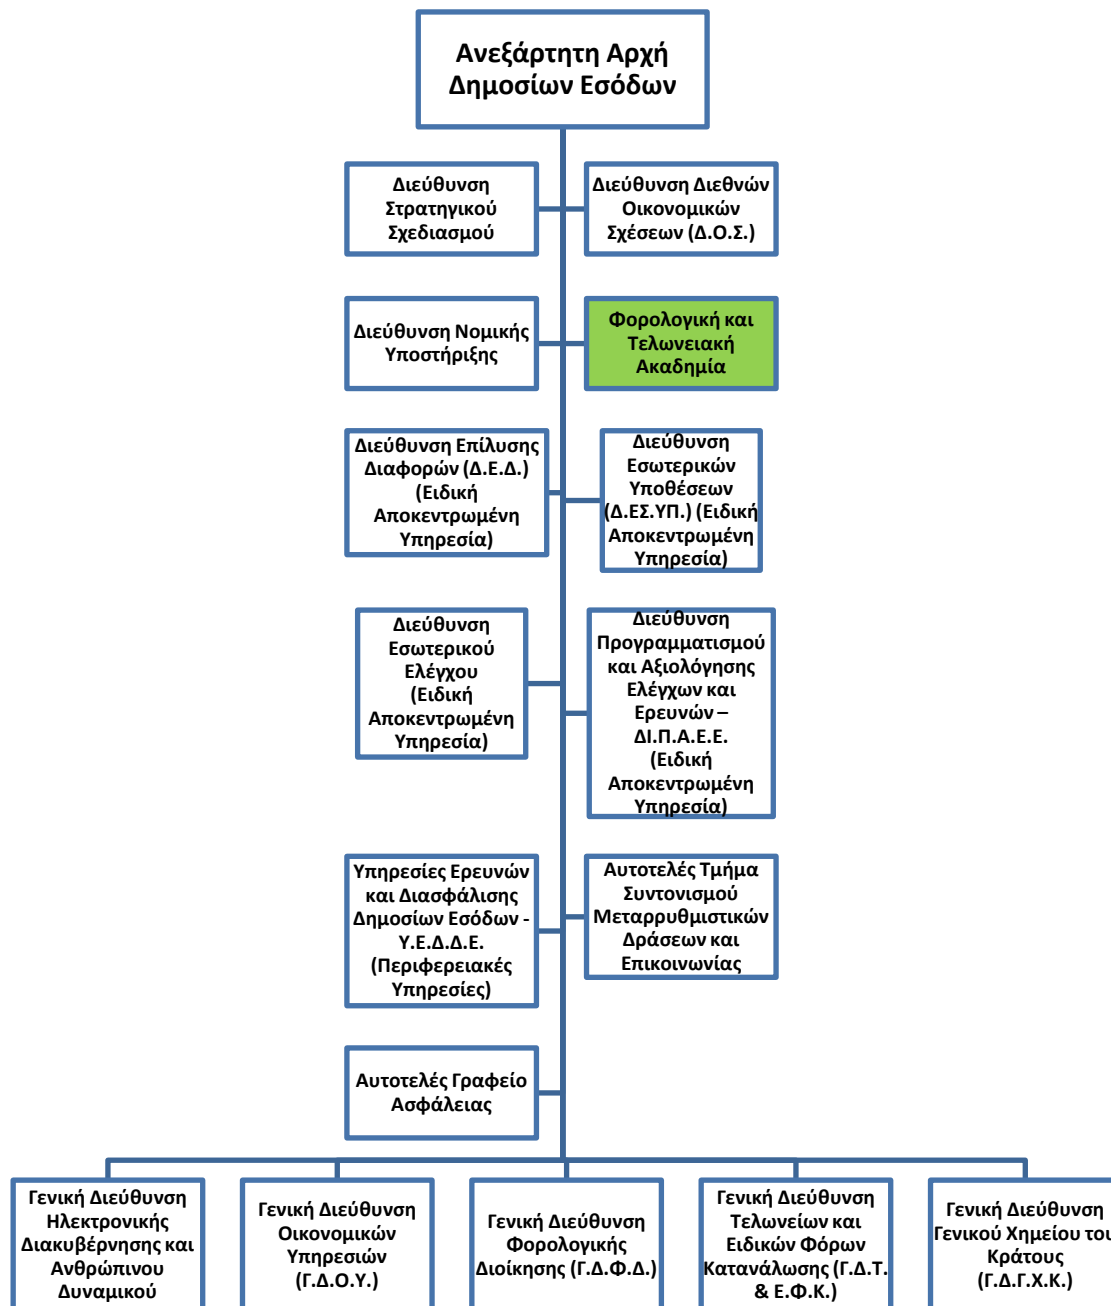 Ανεξάρτητη Αρχή
Δημοσίων Εσόδων
Διεύθυνση
Στρατηγικού
Σχεδιασμού
Διεύθυνση Διεθνών
Οικονομικών
Σχέσεων (Δ.Ο.Σ.)
Διεύθυνση Νομικής
Υποστήριξης
Φορολογική και
Τελωνειακή
Ακαδημία
Διεύθυνση Επίλυσης
Διαφορών (Δ.Ε.Δ.)
(Ειδική
Αποκεντρωμένη
Υπηρεσία)
Διεύθυνση
Εσωτερικών
Υποθέσεων
(Δ.ΕΣ.ΥΠ.) (Ειδική
Αποκεντρωμένη
Υπηρεσία)
Διεύθυνση
Εσωτερικού
Ελέγχου
(Ειδική
Αποκεντρωμένη
Υπηρεσία)
Διεύθυνση
Προγραμματισμού
και Αξιολόγησης
Ελέγχων και
Ερευνών –
ΔΙ.Π.Α.Ε.Ε.
(Ειδική
Αποκεντρωμένη
Υπηρεσία)
Υπηρεσίες Ερευνών
και Διασφάλισης
Δημοσίων Εσόδων -
Υ.Ε.Δ.Δ.Ε.
(Περιφερειακές
Υπηρεσίες)
Αυτοτελές Τμήμα
Συντονισμού
Μεταρρυθμιστικών
Δράσεων και
Επικοινωνίας
Αυτοτελές Γραφείο
Ασφάλειας
Γενική Διεύθυνση
Ηλεκτρονικής
Διακυβέρνησης και
Ανθρώπινου
Δυναμικού
Γενική Διεύθυνση
Οικονομικών
Υπηρεσιών
(Γ.Δ.Ο.Υ.)
Γενική Διεύθυνση
Φορολογικής
Διοίκησης (Γ.Δ.Φ.Δ.)
Γενική Διεύθυνση
Τελωνείων και
Ειδικών Φόρων
Κατανάλωσης (Γ.Δ.Τ.
& Ε.Φ.Κ.)
Γενική Διεύθυνση
Γενικού Χημείου του
Κράτους
(Γ.Δ.Γ.Χ.Κ.)